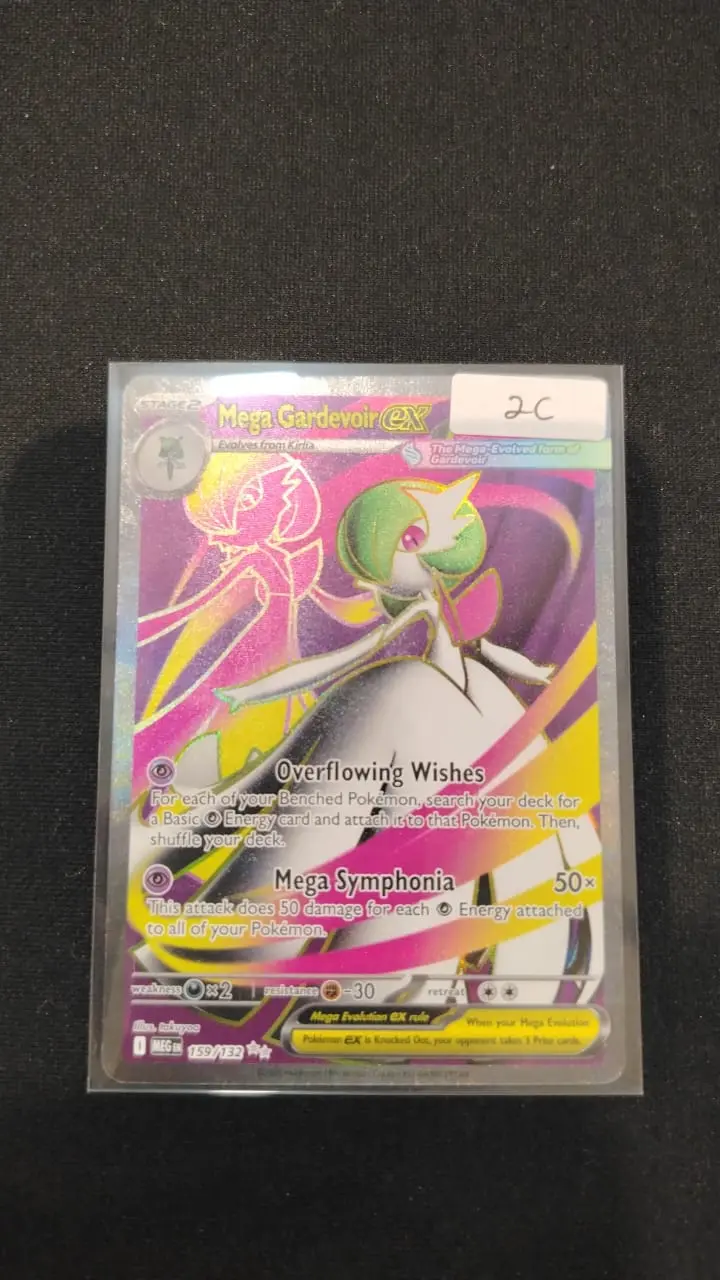 STAGE 2
Mega Gardevoir ex
2C
Evolves from Kirlia
The Mega-Evolved form of
Gardevoir
Overflowing Wishes
For each of your Benched Pokémon, search your deck for
a Basic Energy card and attach it to that Pokémon. Then,
shuffle your deck.
Mega Symphonia 50×
This attack does 50 damage for each Energy attached
to all of your Pokémon.
weakness ×2 resistance -30 retreat
Illus. takuyoa
Mega Evolution ex rule
When your Mega Evolution
Pokémon ex is Knocked Out, your opponent takes 3 Prize cards.
I MEG EN 159/132